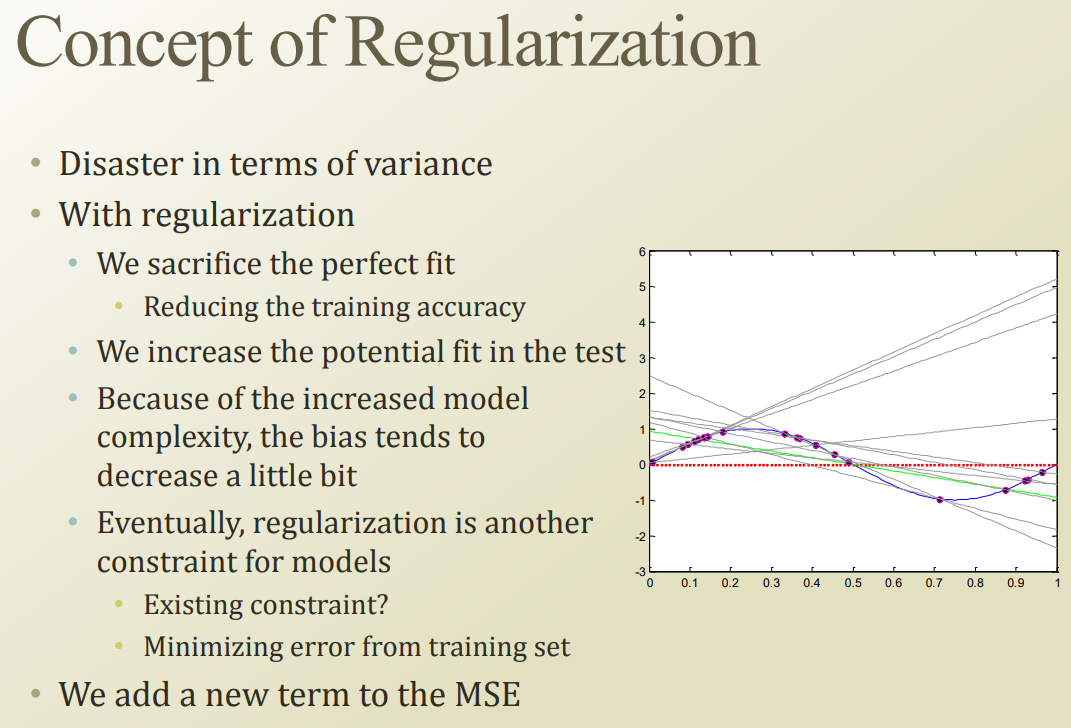 Concept of Regularization
• Disaster in terms of variance
• With regularization
• We sacrifice the perfect fit
• Reducing the training accuracy
• We increase the potential fit in the test
• Because of the increased model
complexity, the bias tends to
decrease a little bit
• Eventually, regularization is another
constraint for models
• Existing constraint?
• Minimizing error from training set
• We add a new term to the MSE
6
5
4
3
2
1
0
-1
-2
-3
0 0.1 0.2 0.3 0.4 0.5 0.6 0.7 0.8 0.9 1